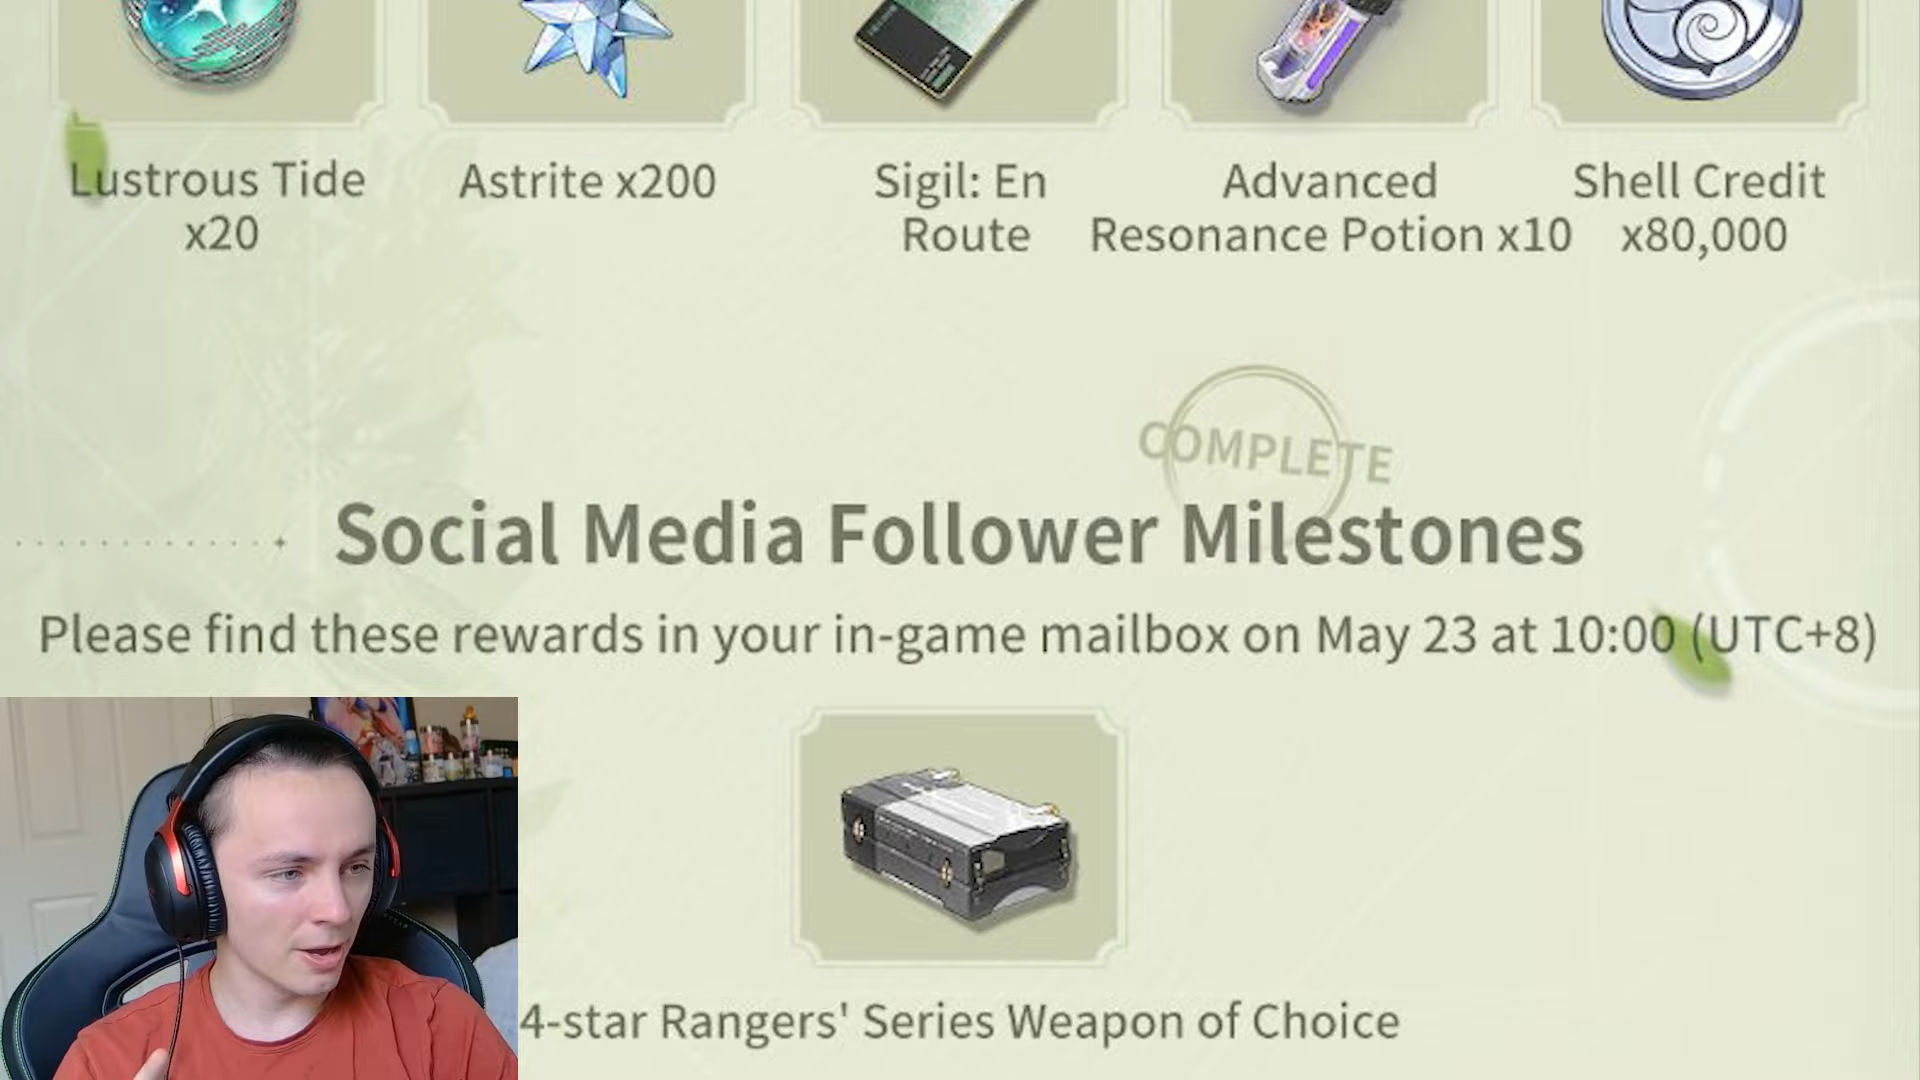 Lustrous Tide
x20
Astrite x200
Sigil: En
Route
Advanced
Resonance Potion x10
Shell Credit
x80,000
COMPLETE
Social Media Follower Milestones
Please find these rewards in your in-game mailbox on May 23 at 10:00 (UTC+8)
4-star Rangers' Series Weapon of Choice